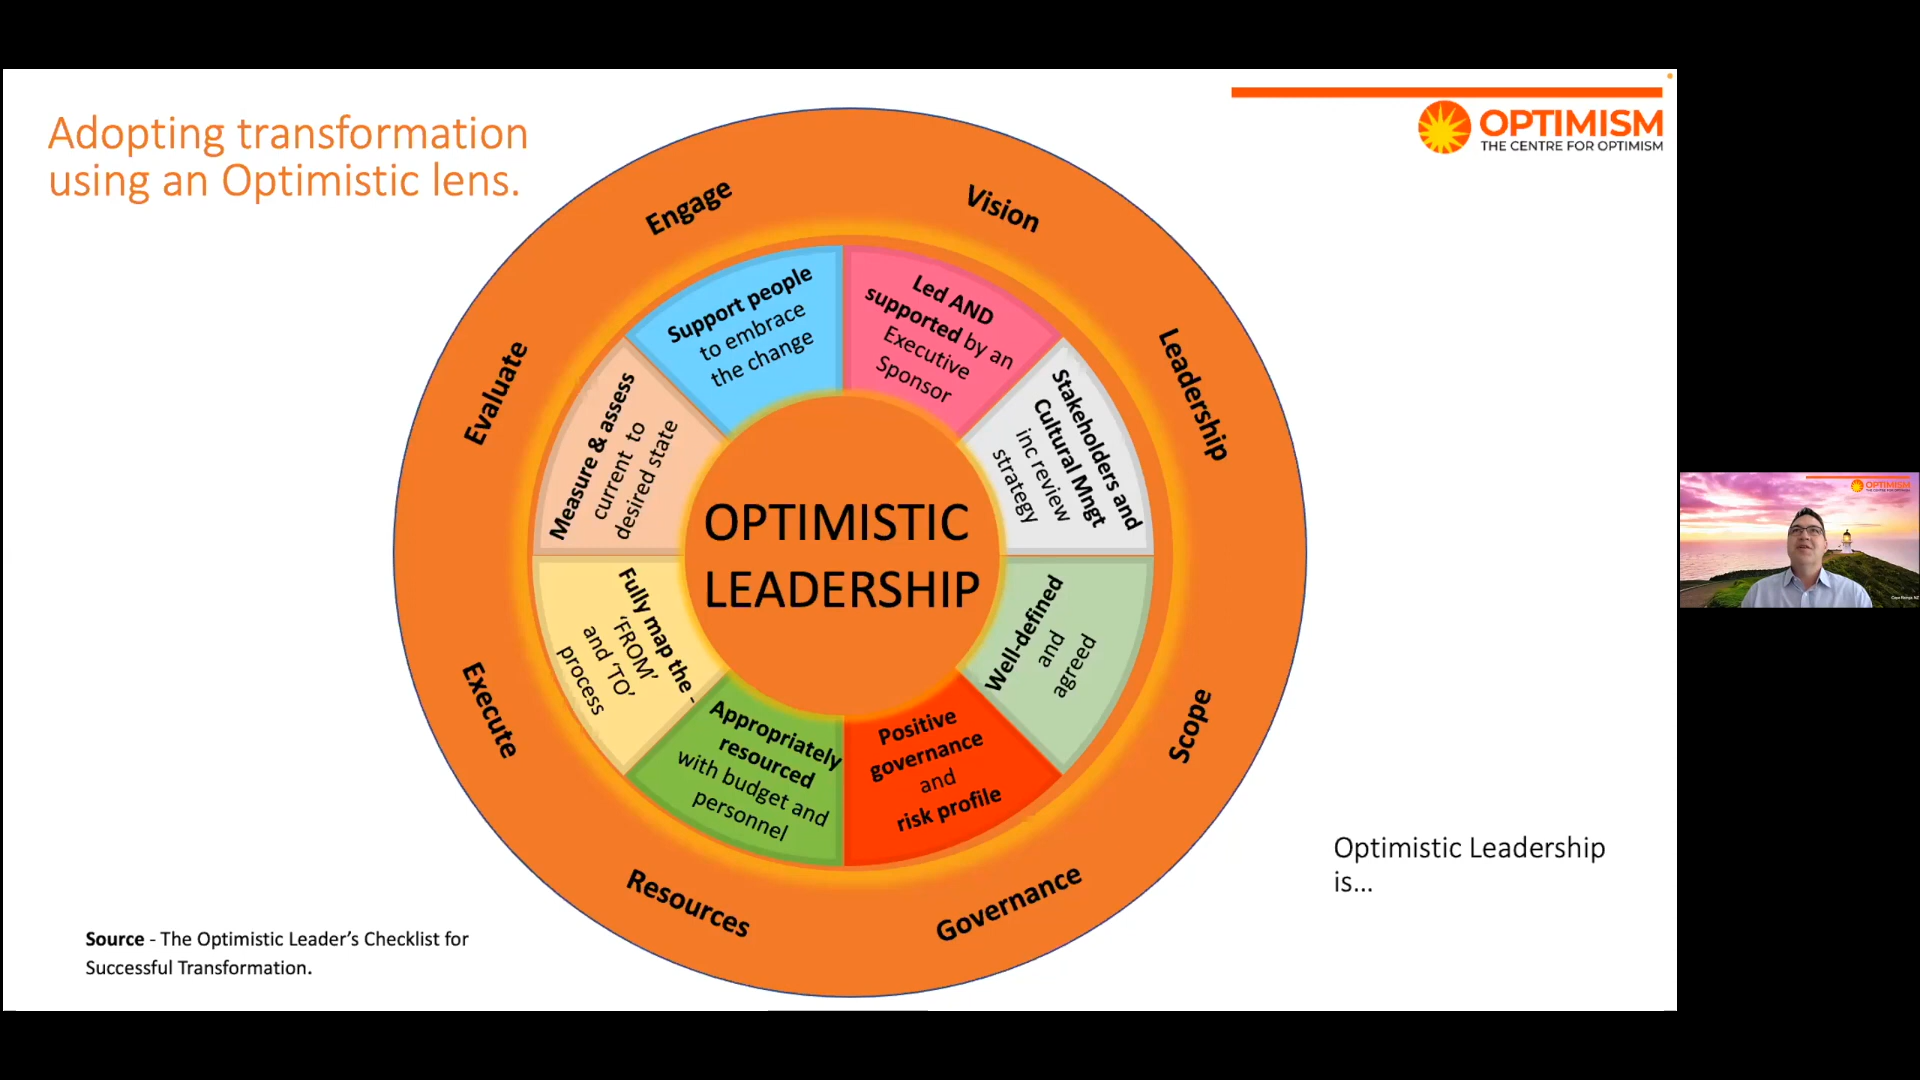 Adopting transformation
using an Optimistic lens.
OPTIMISM
THE CENTRE FOR OPTIMISM
Engage
Vision
Leadership
Scope
Governance
Resources
Execute
Evaluate
Support people
to embrace
the change
Led AND
supported by an
Executive
Sponsor
Stakeholders and
Cultural Mngt
inc review
strategy
Well-defined
and
agreed
Positive
governance
and
risk profile
Appropriately
resourced
with budget and
personnel
Fully map the -
‘FROM’
and ‘TO’
process
Measure & assess
current to
desired state
OPTIMISTIC
LEADERSHIP
Optimistic Leadership
is...
Source - The Optimistic Leader’s Checklist for
Successful Transformation.
OPTIMISM